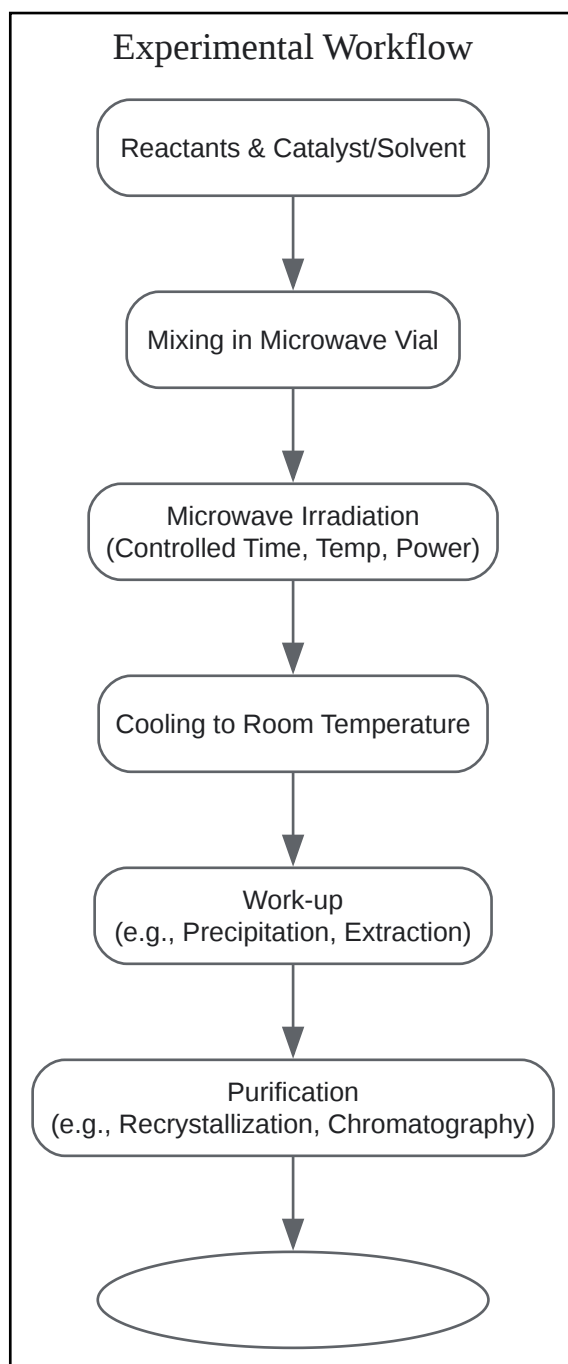 Experimental Workflow
Reactants & Catalyst/Solvent
Mixing in Microwave Vial
Microwave Irradiation
(Controlled Time, Temp, Power)
Cooling to Room Temperature
Work-up
(e.g., Precipitation, Extraction)
Purification
(e.g., Recrystallization, Chromatography)